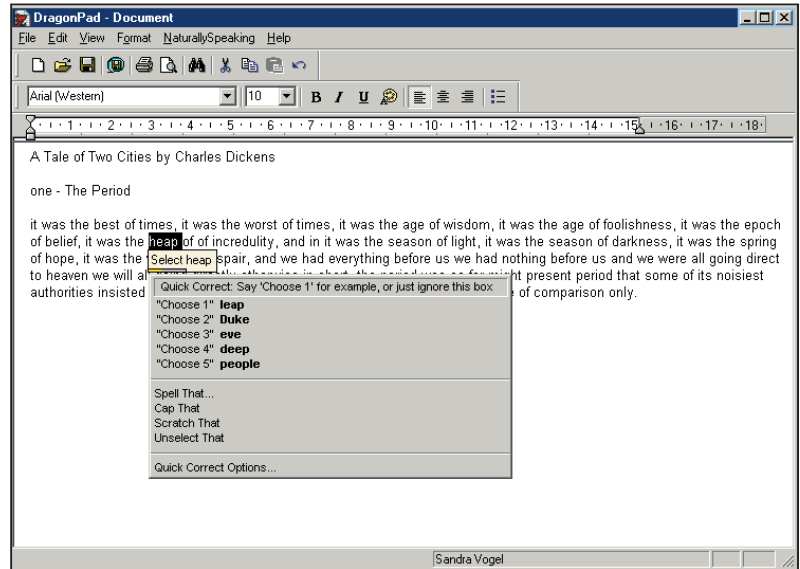 DragonPad - Document
File Edit View Format NaturallySpeaking Help
Arial (Western) 10 B I U
1 2 3 4 5 6 7 8 9 10 11 12 13 14 15 16 17 18
A Tale of Two Cities by Charles Dickens
one - The Period
it was the best of times, it was the worst of times, it was the age of wisdom, it was the age of foolishness, it was the epoch
of belief, it was the heap of of incredulity, and in it was the season of light, it was the season of darkness, it was the spring
of hope, it was the spair, and we had everything before us we had nothing before us and we were all going direct
Select heap
to heaven we will al
authorities insisted of comparison only.
Quick Correct: Say 'Choose 1' for example, or just ignore this box
"Choose 1" leap
"Choose 2" Duke
"Choose 3" eve
"Choose 4" deep
"Choose 5" people
Spell That...
Cap That
Scratch That
Unselect That
Quick Correct Options...
Sandra Vogel